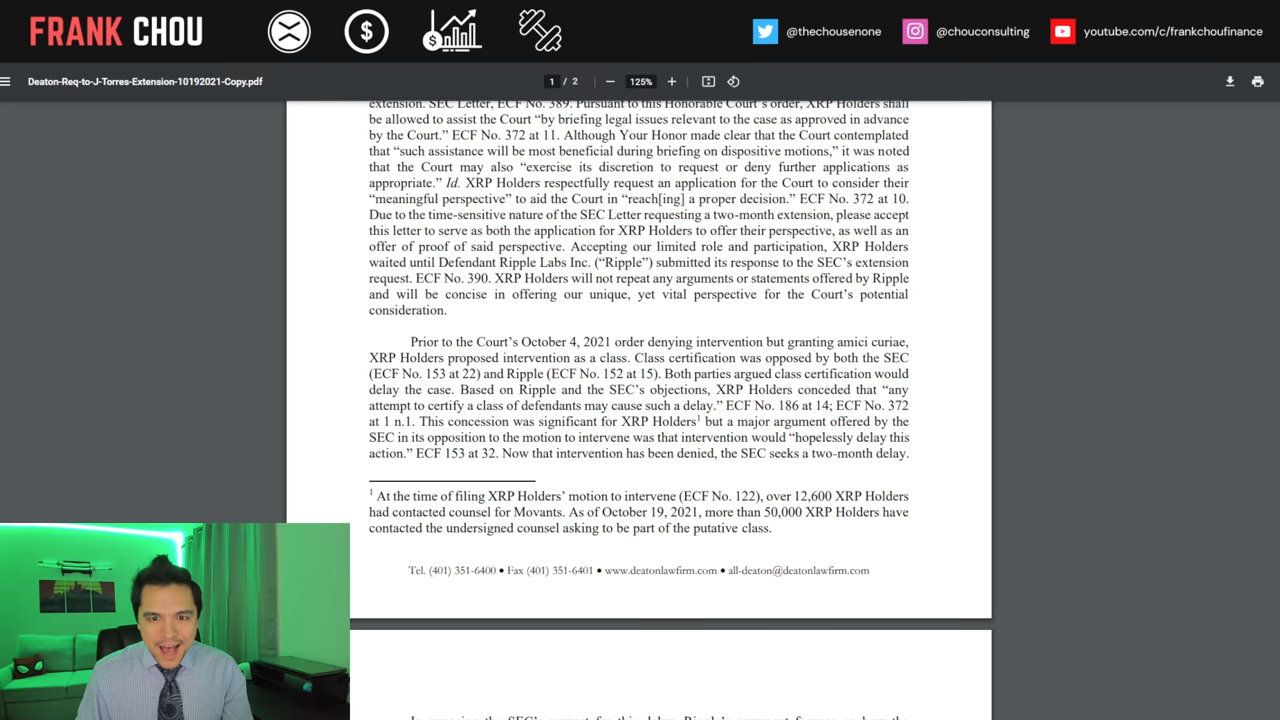 FRANK CHOU
@thechousenone
@chouconsulting
youtube.com/c/frankchoufinance
Deaton-Req-to-J-Torres-Extension-10192021-Copy.pdf
1 / 2
125%
extension. SEC Letter, ECF No. 389. Pursuant to this Honorable Court's order, XRP Holders shall
be allowed to assist the Court “by briefing legal issues relevant to the case as approved in advance
by the Court.” ECF No. 372 at 11. Although Your Honor made clear that the Court contemplated
that “such assistance will be most beneficial during briefing on dispositive motions,” it was noted
that the Court may also “exercise its discretion to request or deny further applications as
appropriate.” Id. XRP Holders respectfully request an application for the Court to consider their
“meaningful perspective” to aid the Court in “reach[ing] a proper decision.” ECF No. 372 at 10.
Due to the time-sensitive nature of the SEC Letter requesting a two-month extension, please accept
this letter to serve as both the application for XRP Holders to offer their perspective, as well as an
offer of proof of said perspective. Accepting our limited role and participation, XRP Holders
waited until Defendant Ripple Labs Inc. (“Ripple”) submitted its response to the SEC's extension
request. ECF No. 390. XRP Holders will not repeat any arguments or statements offered by Ripple
and will be concise in offering our unique, yet vital perspective for the Court's potential
consideration.
Prior to the Court's October 4, 2021 order denying intervention but granting amici curiae,
XRP Holders proposed intervention as a class. Class certification was opposed by both the SEC
(ECF No. 153 at 22) and Ripple (ECF No. 152 at 15). Both parties argued class certification would
delay the case. Based on Ripple and the SEC's objections, XRP Holders conceded that “any
attempt to certify a class of defendants may cause such a delay.” ECF No. 186 at 14; ECF No. 372
at 1 n.1. This concession was significant for XRP Holders¹ but a major argument offered by the
SEC in its opposition to the motion to intervene was that intervention would “hopelessly delay this
action.” ECF 153 at 32. Now that intervention has been denied, the SEC seeks a two-month delay.
¹ At the time of filing XRP Holders' motion to intervene (ECF No. 122), over 12,600 XRP Holders
had contacted counsel for Movants. As of October 19, 2021, more than 50,000 XRP Holders have
contacted the undersigned counsel asking to be part of the putative class.
Tel. (401) 351-6400 • Fax (401) 351-6401 • www.deatonlawfirm.com • all-deaton@deatonlawfirm.com